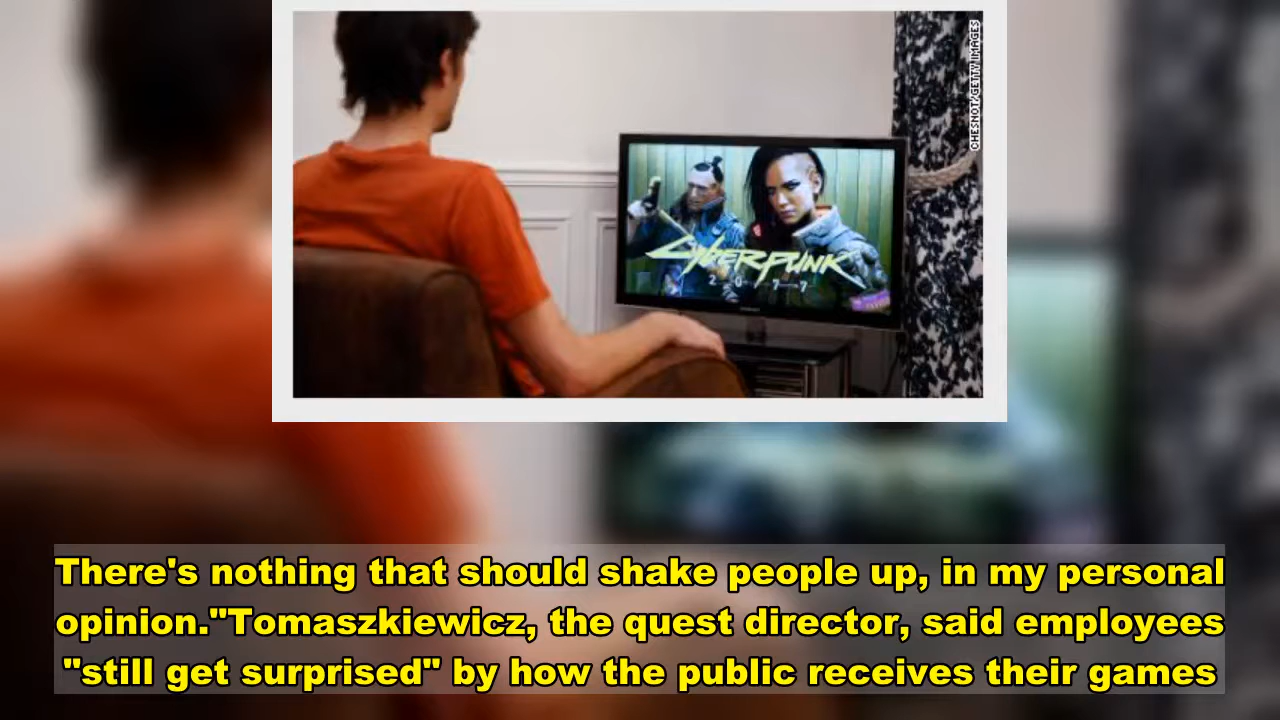 CHESNOT/GETTY IMAGES
CYBERPUNK
2077
There's nothing that should shake people up, in my personal
opinion."Tomaszkiewicz, the quest director, said employees
"still get surprised" by how the public receives their games